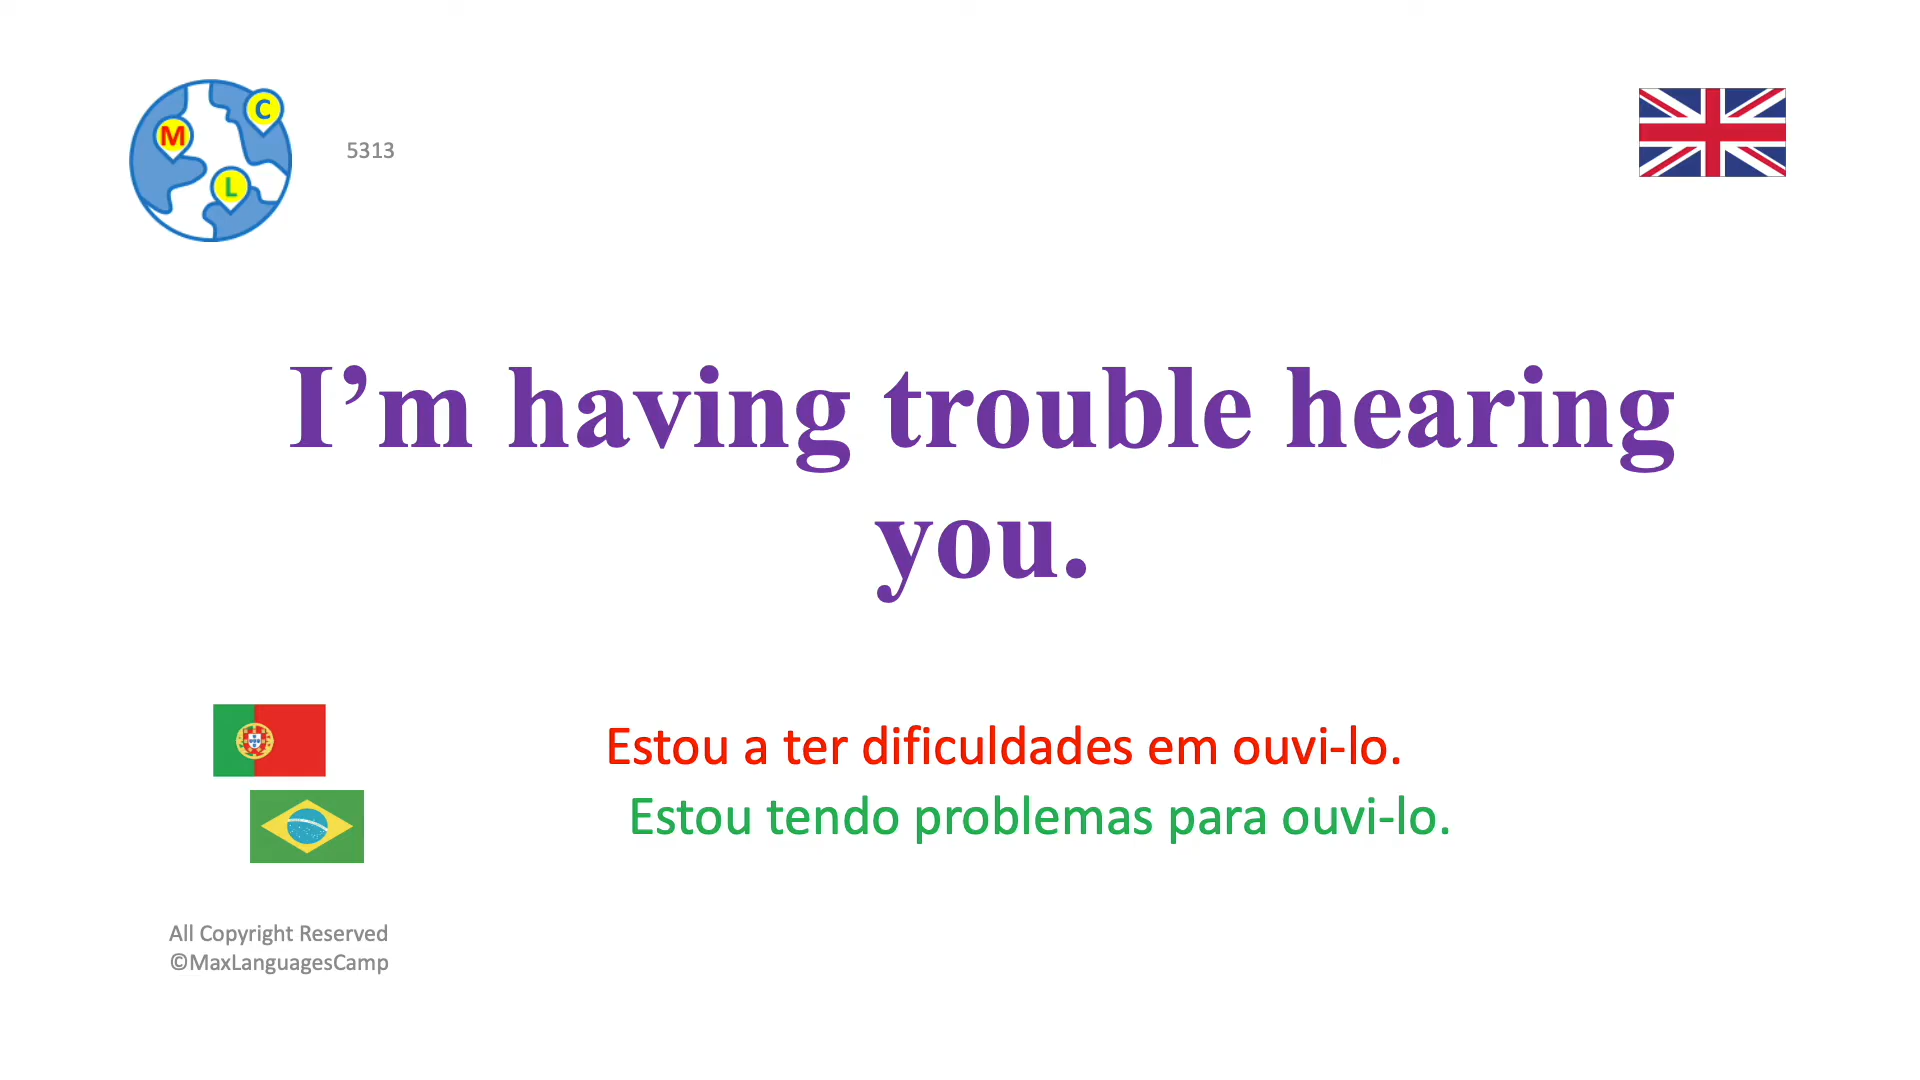 C
M
L
5313
I’m having trouble hearing
you.
Estou a ter dificuldades em ouvi-lo.
Estou tendo problemas para ouvi-lo.
All Copyright Reserved
©MaxLanguagesCamp